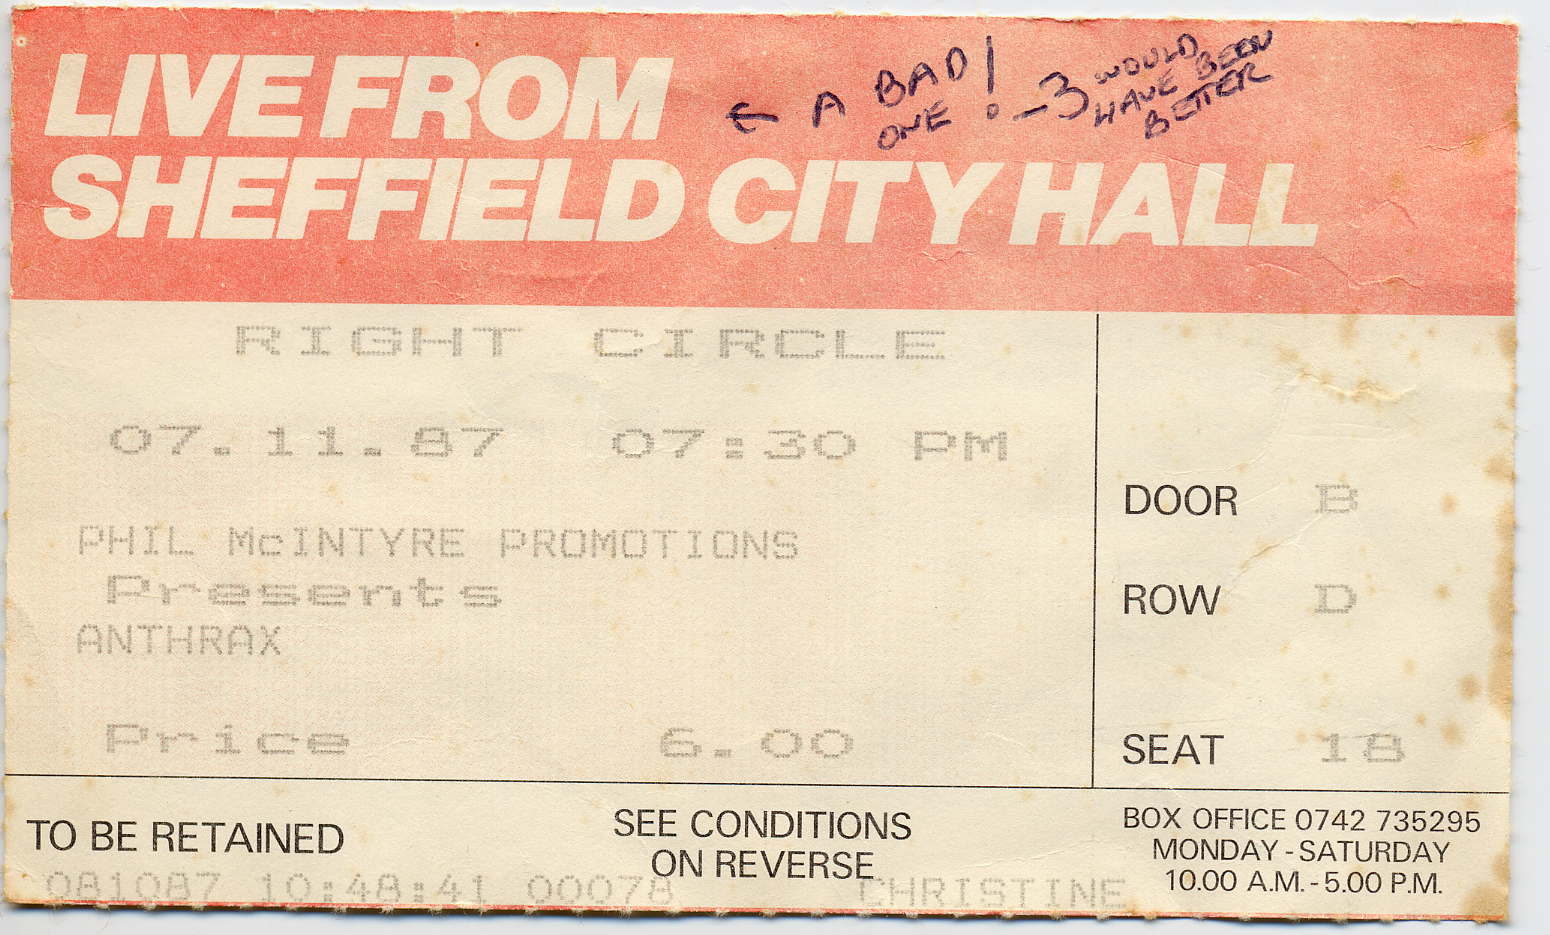 LIVE FROM
SHEFFIELD CITY HALL
← A BAD ONE! -3 WOULD HAVE BEEN BETTER
RIGHT CIRCLE
07.11.87 07:30 PM
PHIL McINTYRE PROMOTIONS
Presents
ANTHRAX
Price 6.00
DOOR B
ROW D
SEAT 18
TO BE RETAINED
SEE CONDITIONS
ON REVERSE
BOX OFFICE 0742 735295
MONDAY - SATURDAY
10.00 A.M. - 5.00 P.M.
081087 10:48:41 00078 CHRISTINE